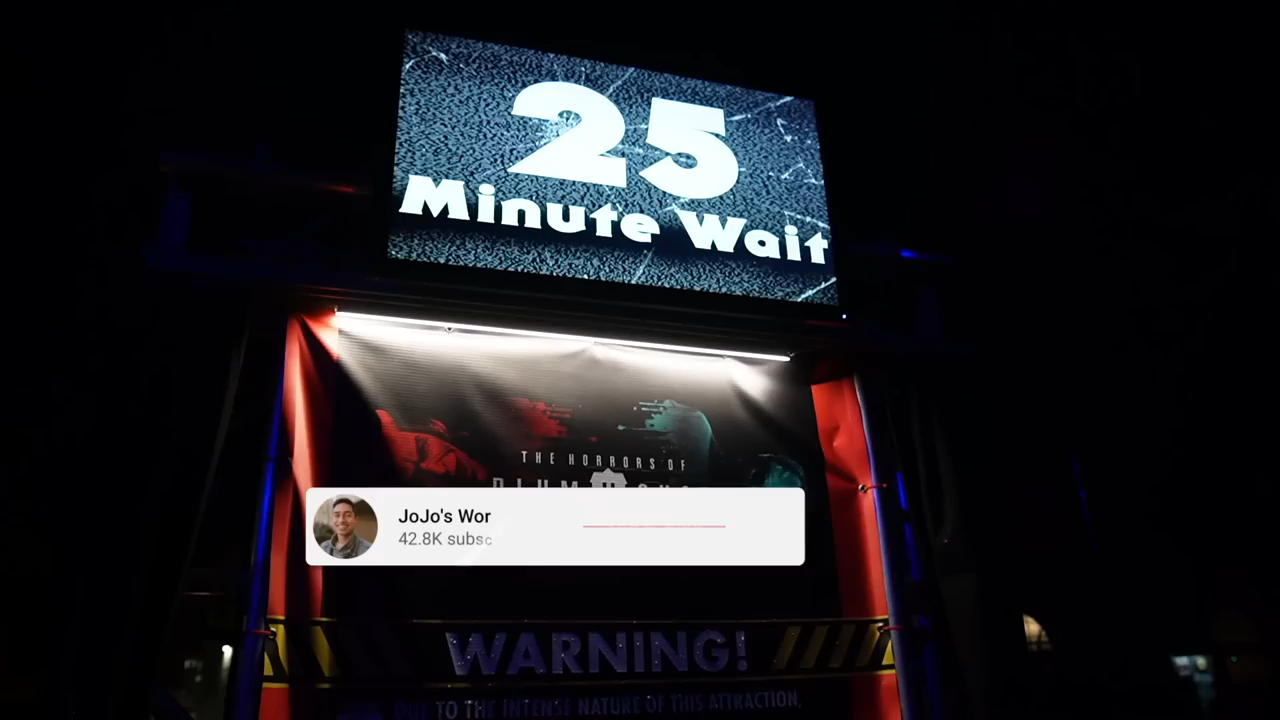 25
Minute Wait
THE HORRORS OF
JoJo's Wor
42.8K subsc
WARNING!
DUE TO THE INTENSE NATURE OF THIS ATTRACTION,